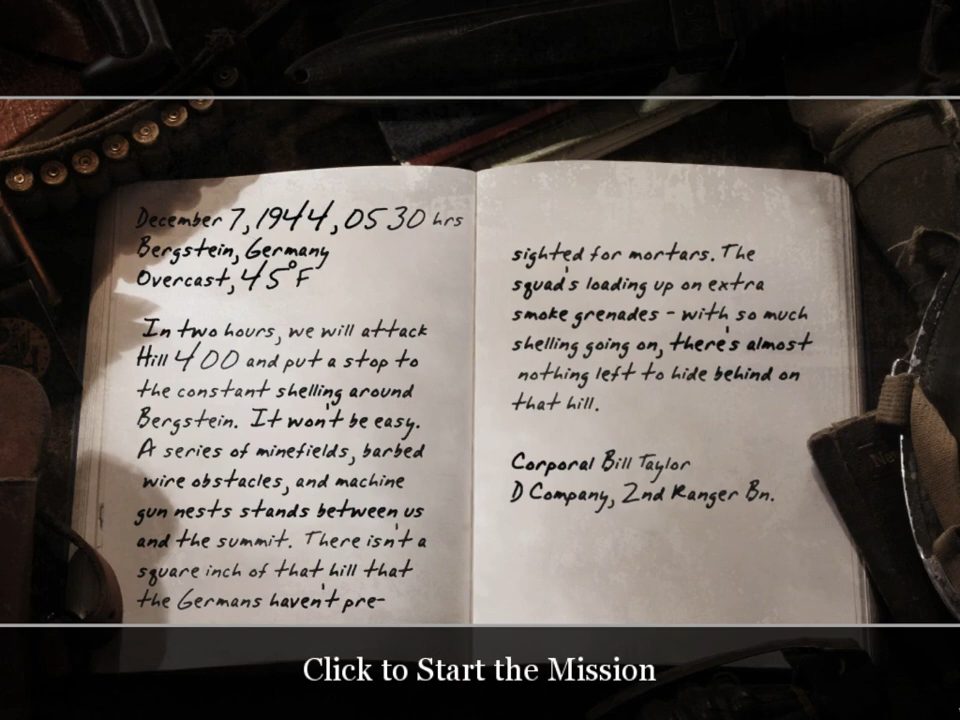 December 7, 1944, 0530 hrs
Bergstein, Germany
Overcast, 45°F
In two hours, we will attack
Hill 400 and put a stop to
the constant shelling around
Bergstein. It won't be easy.
A series of minefields, barbed
wire obstacles, and machine
gun nests stands between us
and the summit. There isn't a
square inch of that hill that
the Germans haven't pre-
sighted for mortars. The
squad's loading up on extra
smoke grenades - with so much
shelling going on, there's almost
nothing left to hide behind on
that hill.
Corporal Bill Taylor
D Company, 2nd Ranger Bn.
Click to Start the Mission